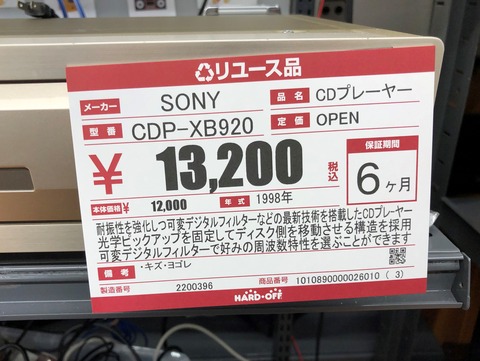 リユース品
メーカー SONY 品名 CDプレーヤー
型番 CDP-XB920 定価 OPEN
¥13,200 税込 保証期間 6ヶ月
本体価格 ¥ 12,000 年式 1998年
耐振性を強化しつ可変デジタルフィルターなどの最新技術を搭載したCDプレーヤー
光学ピックアップを固定してディスク側を移動させる構造を採用
可変デジタルフィルターで好みの周波数特性を選ぶことができます
備考 ・キズ・ヨゴレ
製造番号 2200396 商品番号 1010890000026010 ( 3)
HARD・OFF